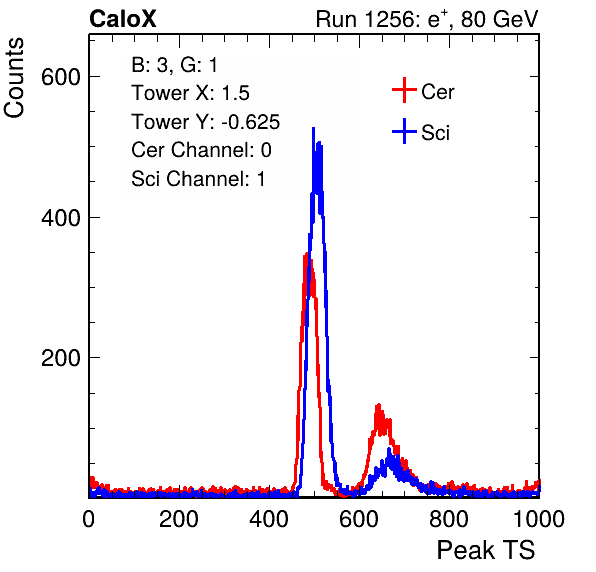 CaloX
Run 1256: e+, 80 GeV
Counts
B: 3, G: 1
Tower X: 1.5
Tower Y: -0.625
Cer Channel: 0
Sci Channel: 1
Cer
Sci
600
400
200
0 200 400 600 800 1000
Peak TS